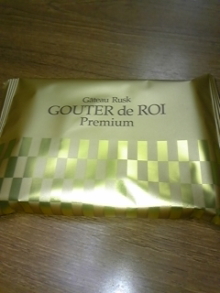 Gateau Rusk
GOUTER de ROI
Premium